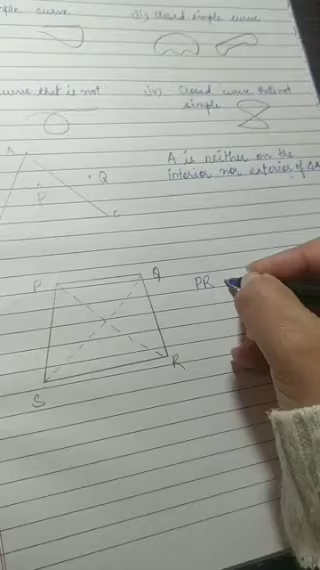 curve
iii) Closed simple curve
curve that is not
iv) Closed curve that is not
simple
A
Q
P
C
A is neither on the
interior nor exterior of ΔA
P
Q
PR
R
S